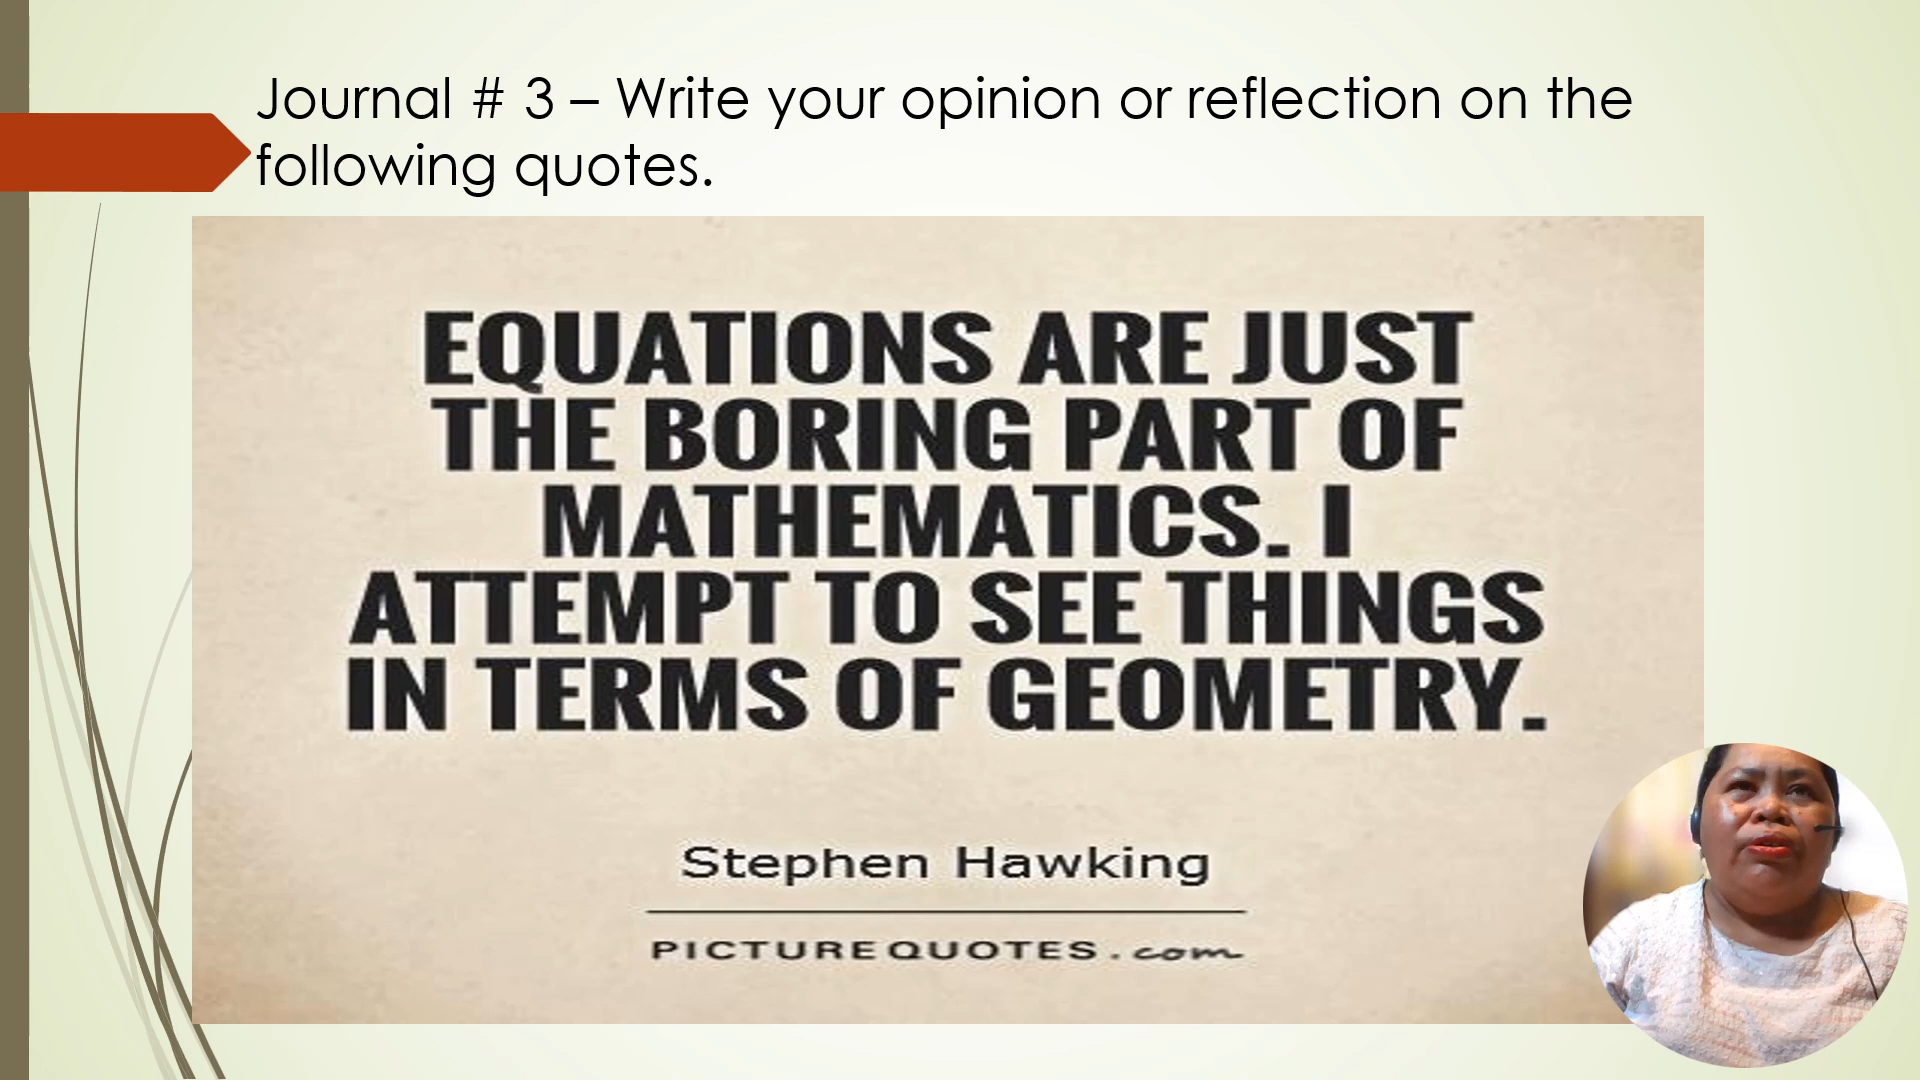 Journal # 3 – Write your opinion or reflection on the
following quotes.
EQUATIONS ARE JUST
THE BORING PART OF
MATHEMATICS. I
ATTEMPT TO SEE THINGS
IN TERMS OF GEOMETRY.
Stephen Hawking
PICTUREQUOTES.com